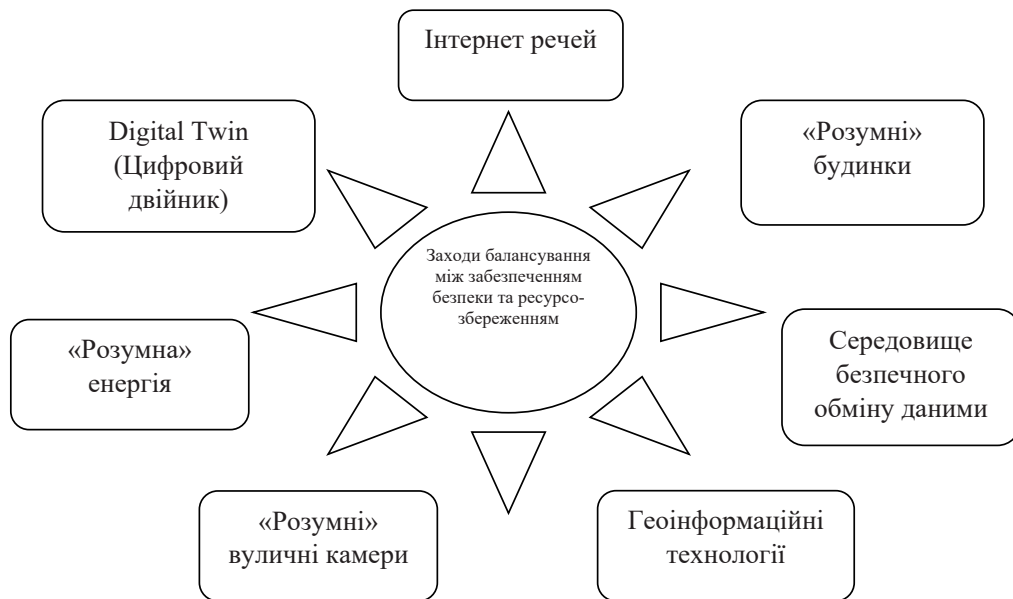 Інтернет речей
Digital Twin
(Цифровий
двійник)
«Розумні»
будинки
Заходи балансування
між забезпеченням
безпеки та ресурсо-
збереженням
«Розумна»
енергія
Середовище
безпечного
обміну даними
«Розумні»
вуличні камери
Геоінформаційні
технології